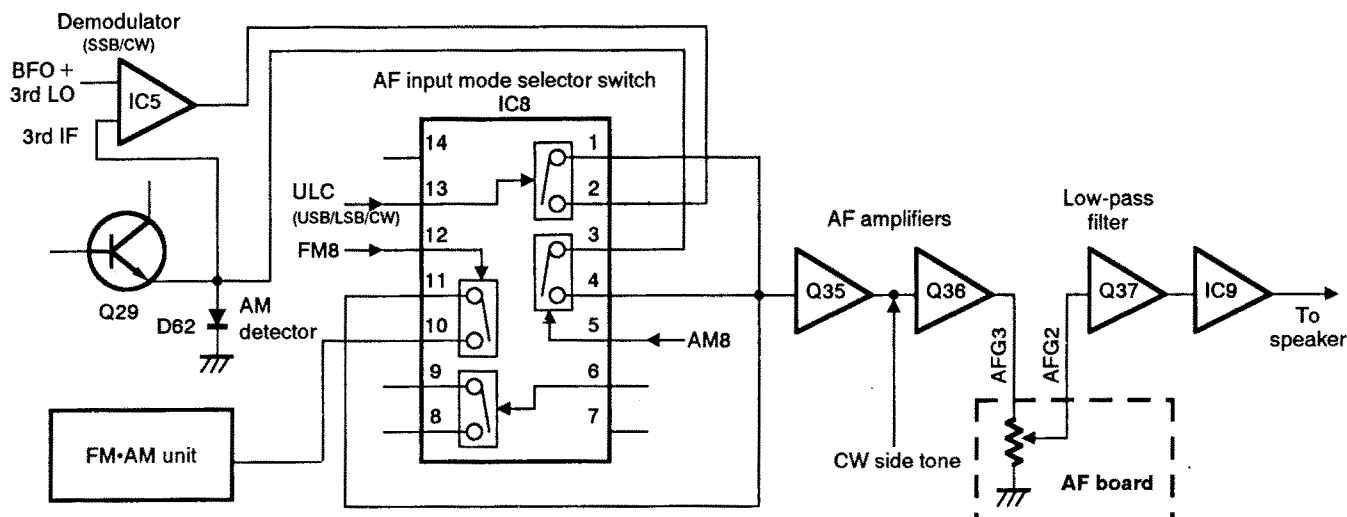 Demodulator
(SSB/CW)
BFO +
3rd LO
IC5
3rd IF
Q29
D62
AM
detector
FM•AM unit
AF input mode selector switch
IC8
ULC
(USB/LSB/CW)
FM8
14
13
12
11
10
9
8
1
2
3
4
5
6
7
AM8
AF amplifiers
Q35
Q36
CW side tone
AFG3
AFG2
Low-pass
filter
Q37
IC9
To
speaker
AF board